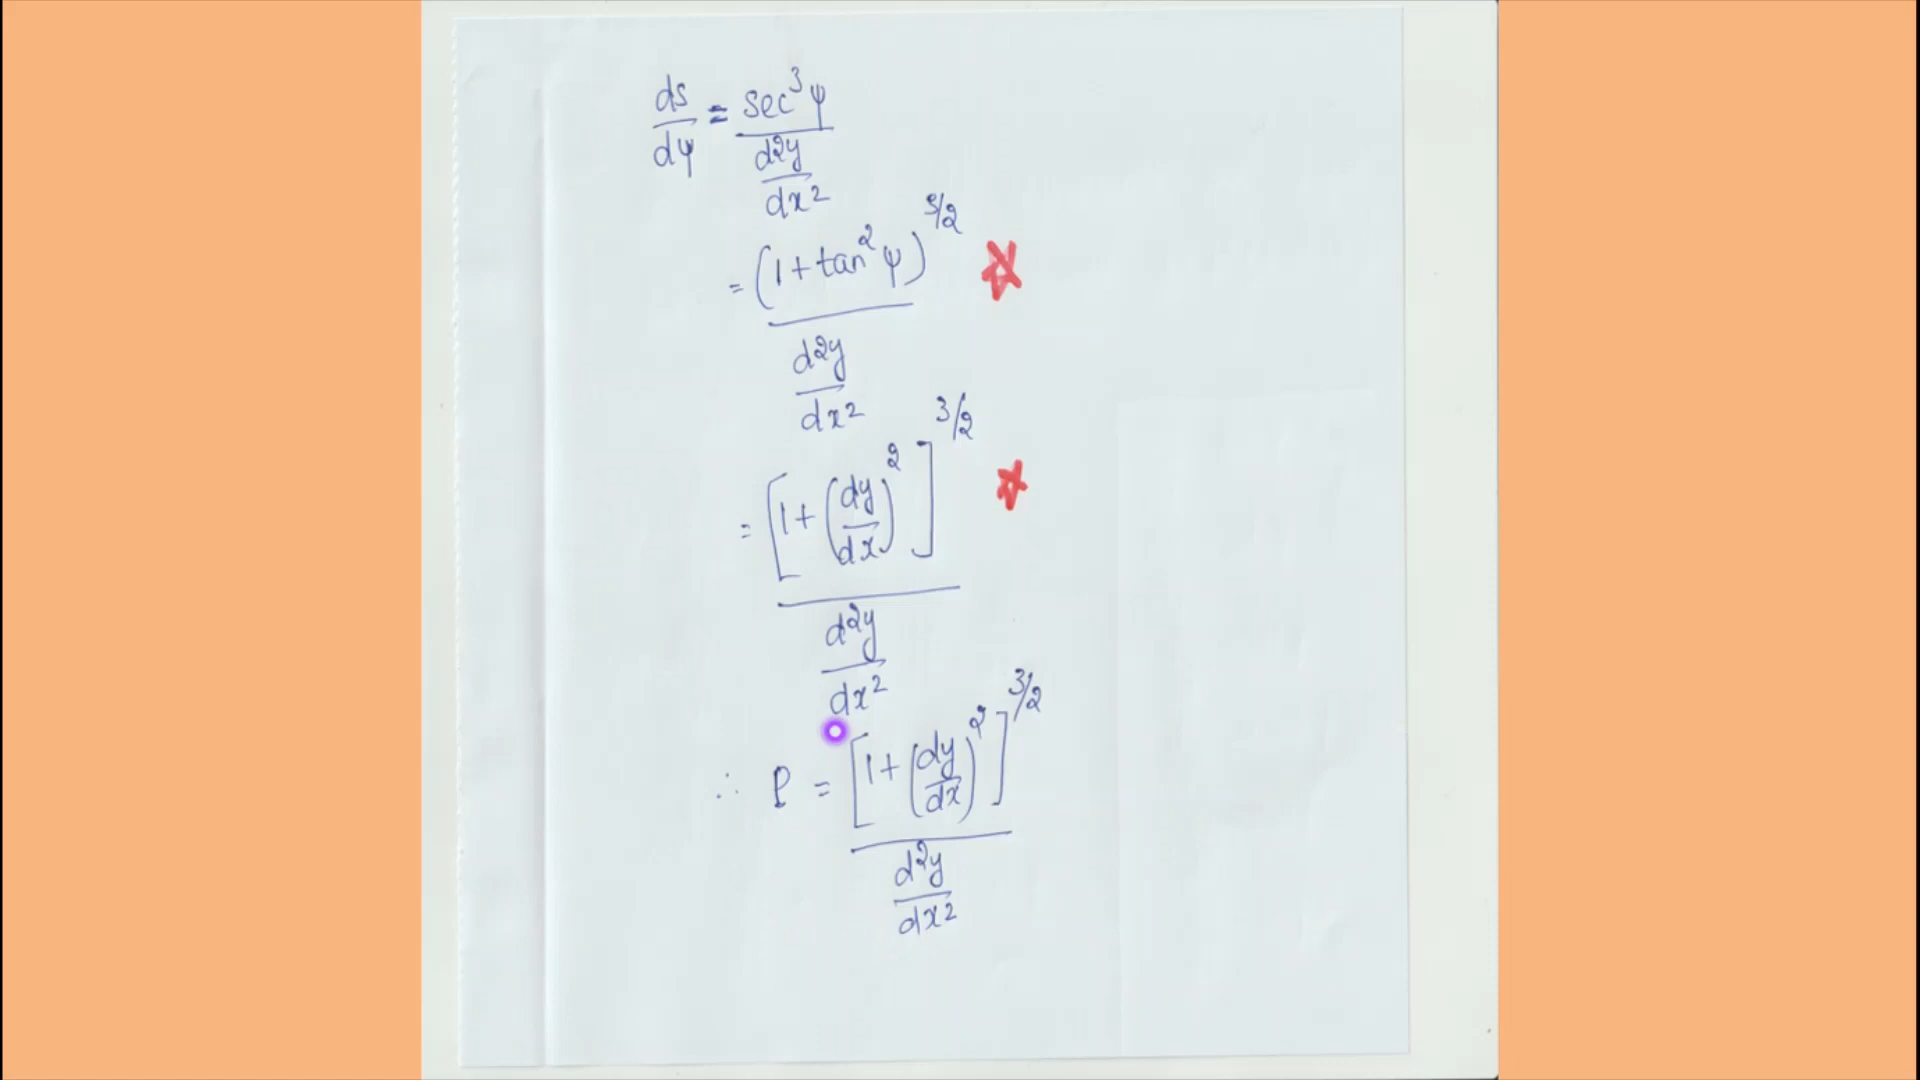 ds/dψ = sec³ψ / (d²y/dx²)
= (1+tan²ψ)^3/2 / (d²y/dx²)
= [1+(dy/dx)²]^3/2 / (d²y/dx²)
∴ ρ = [1+(dy/dx)²]^3/2 / (d²y/dx²)